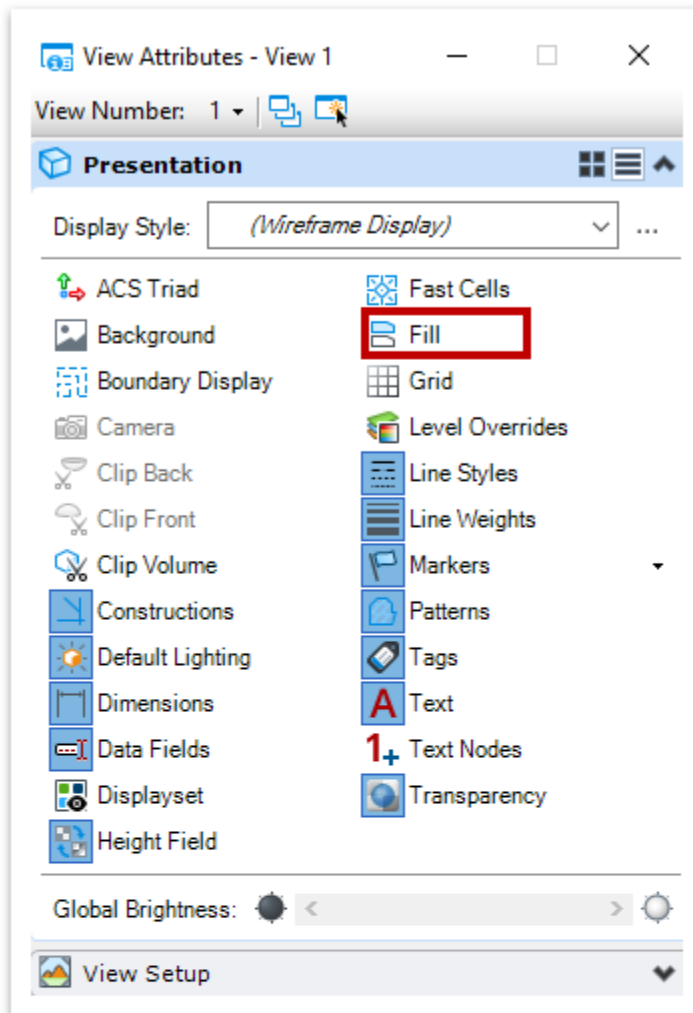 View Attributes - View 1
View Number: 1
Presentation
Display Style: (Wireframe Display) ...
ACS Triad
Background
Boundary Display
Camera
Clip Back
Clip Front
Clip Volume
Constructions
Default Lighting
Dimensions
Data Fields
Displayset
Height Field
Fast Cells
Fill
Grid
Level Overrides
Line Styles
Line Weights
Markers
Patterns
Tags
Text
Text Nodes
Transparency
Global Brightness:
View Setup